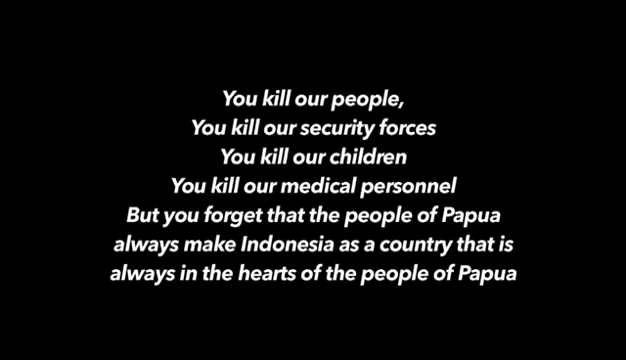 You kill our people,
You kill our security forces
You kill our children
You kill our medical personnel
But you forget that the people of Papua
always make Indonesia as a country that is
always in the hearts of the people of Papua